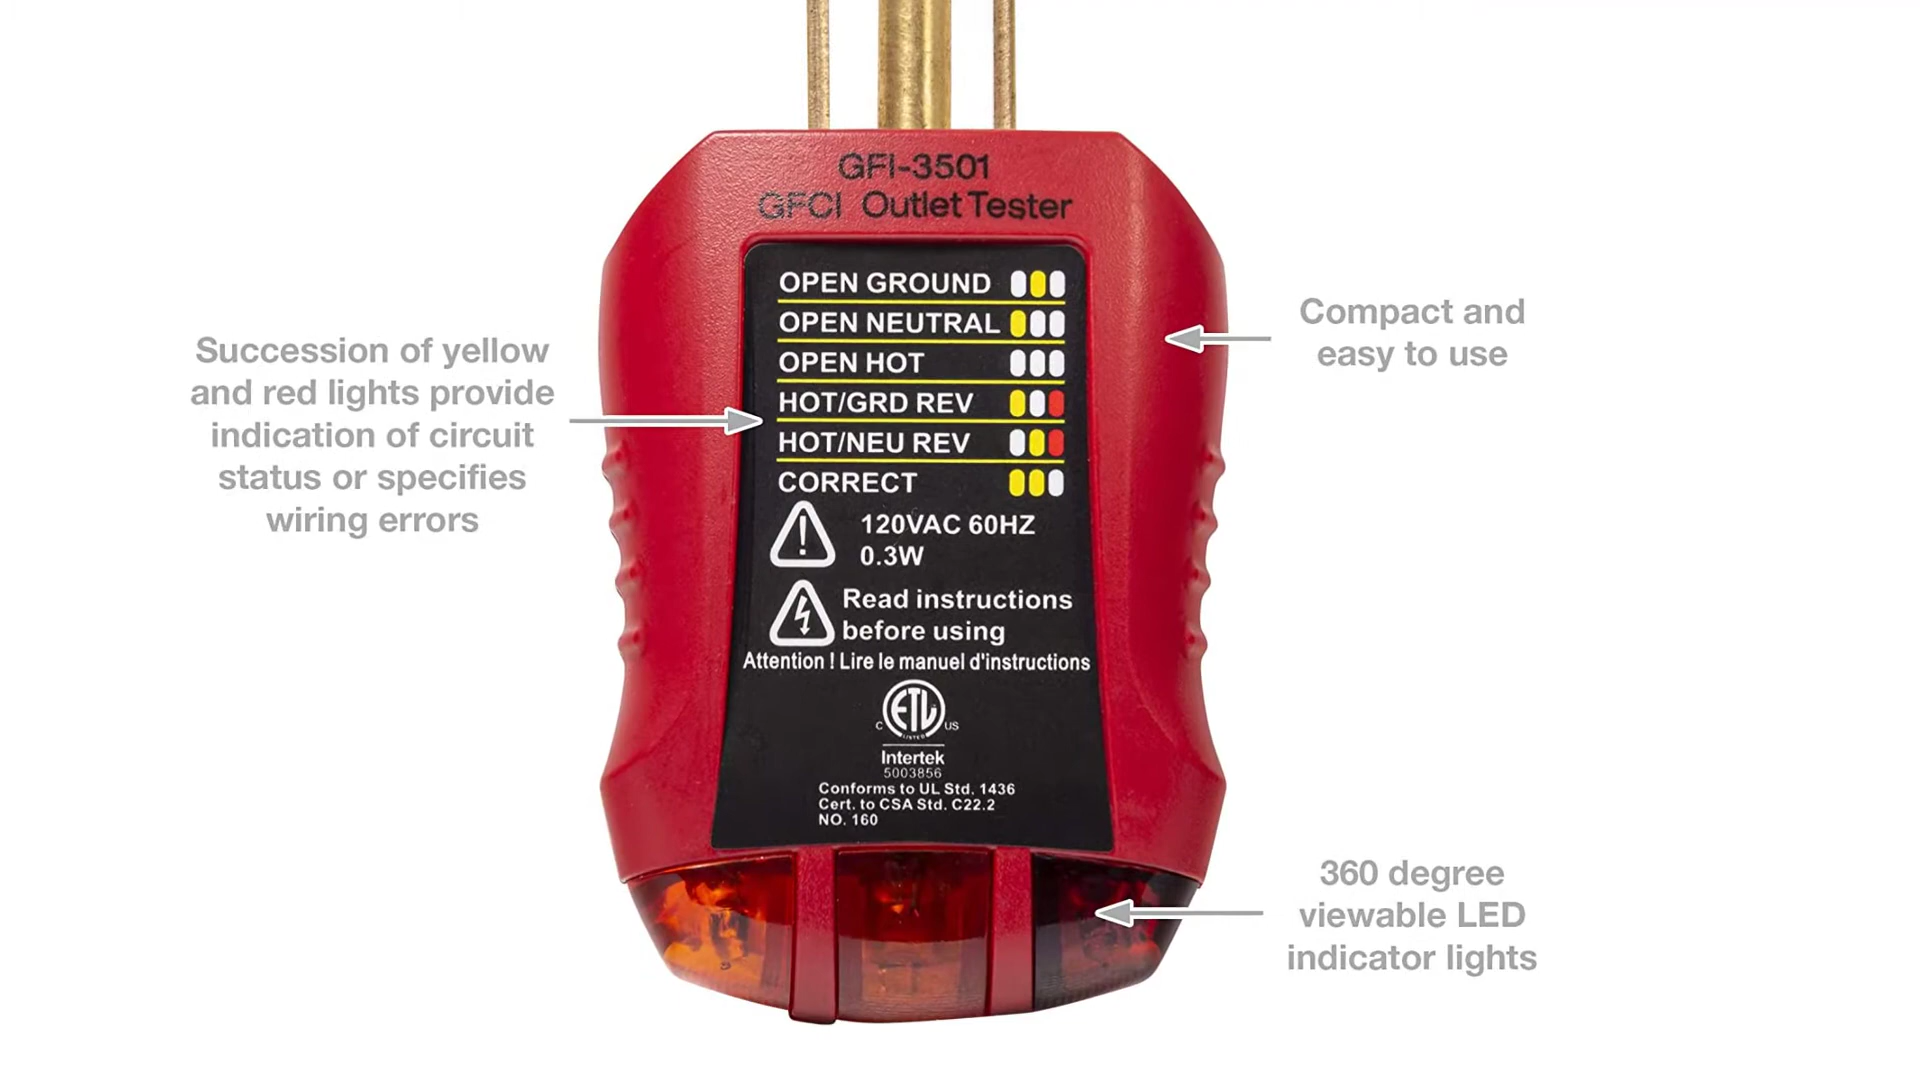 GFI-3501
GFCI Outlet Tester
OPEN GROUND
OPEN NEUTRAL
OPEN HOT
HOT/GRD REV
HOT/NEU REV
CORRECT
120VAC 60HZ
0.3W
Read instructions
before using
Attention ! Lire le manuel d'instructions
ETL
C US
LISTED
Intertek
5003856
Conforms to UL Std. 1436
Cert. to CSA Std. C22.2
NO. 160
Succession of yellow
and red lights provide
indication of circuit
status or specifies
wiring errors
Compact and
easy to use
360 degree
viewable LED
indicator lights